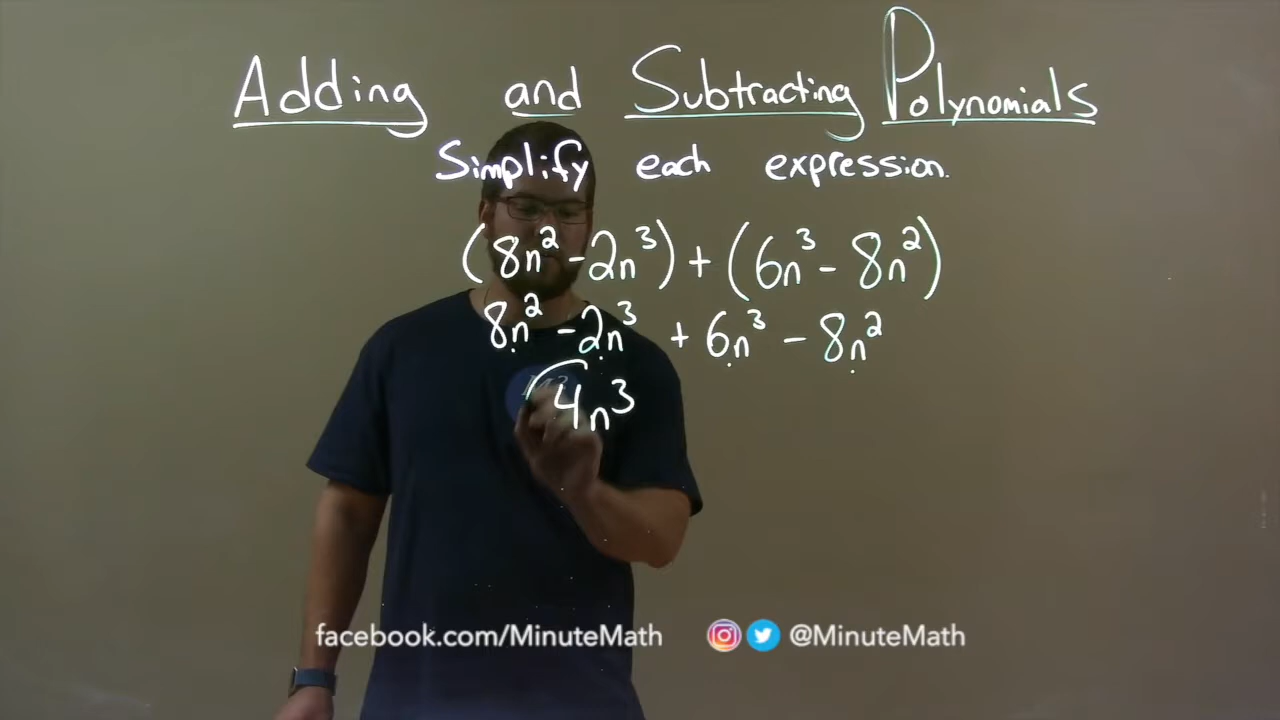 Adding and Subtracting Polynomials
Simplify each expression.
(8n² - 2n³) + (6n³ - 8n²)
8n² - 2n³ + 6n³ - 8n²
4n³
facebook.com/MinuteMath @MinuteMath